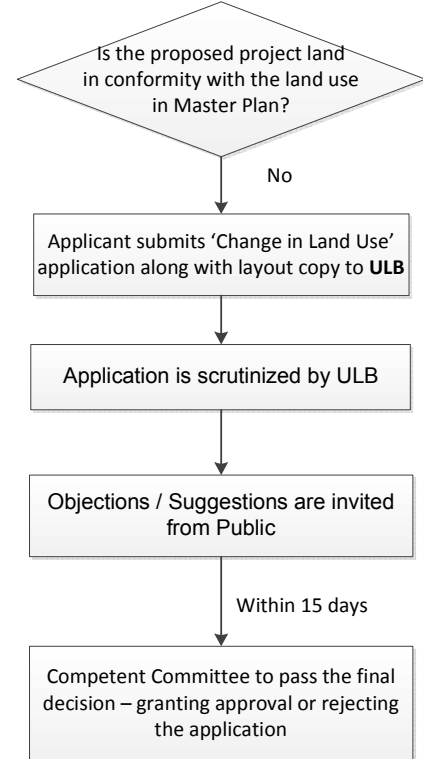 Is the proposed project land
in conformity with the land use
in Master Plan?
No
Applicant submits ‘Change in Land Use’
application along with layout copy to ULB
Application is scrutinized by ULB
Objections / Suggestions are invited
from Public
Within 15 days
Competent Committee to pass the final
decision – granting approval or rejecting
the application